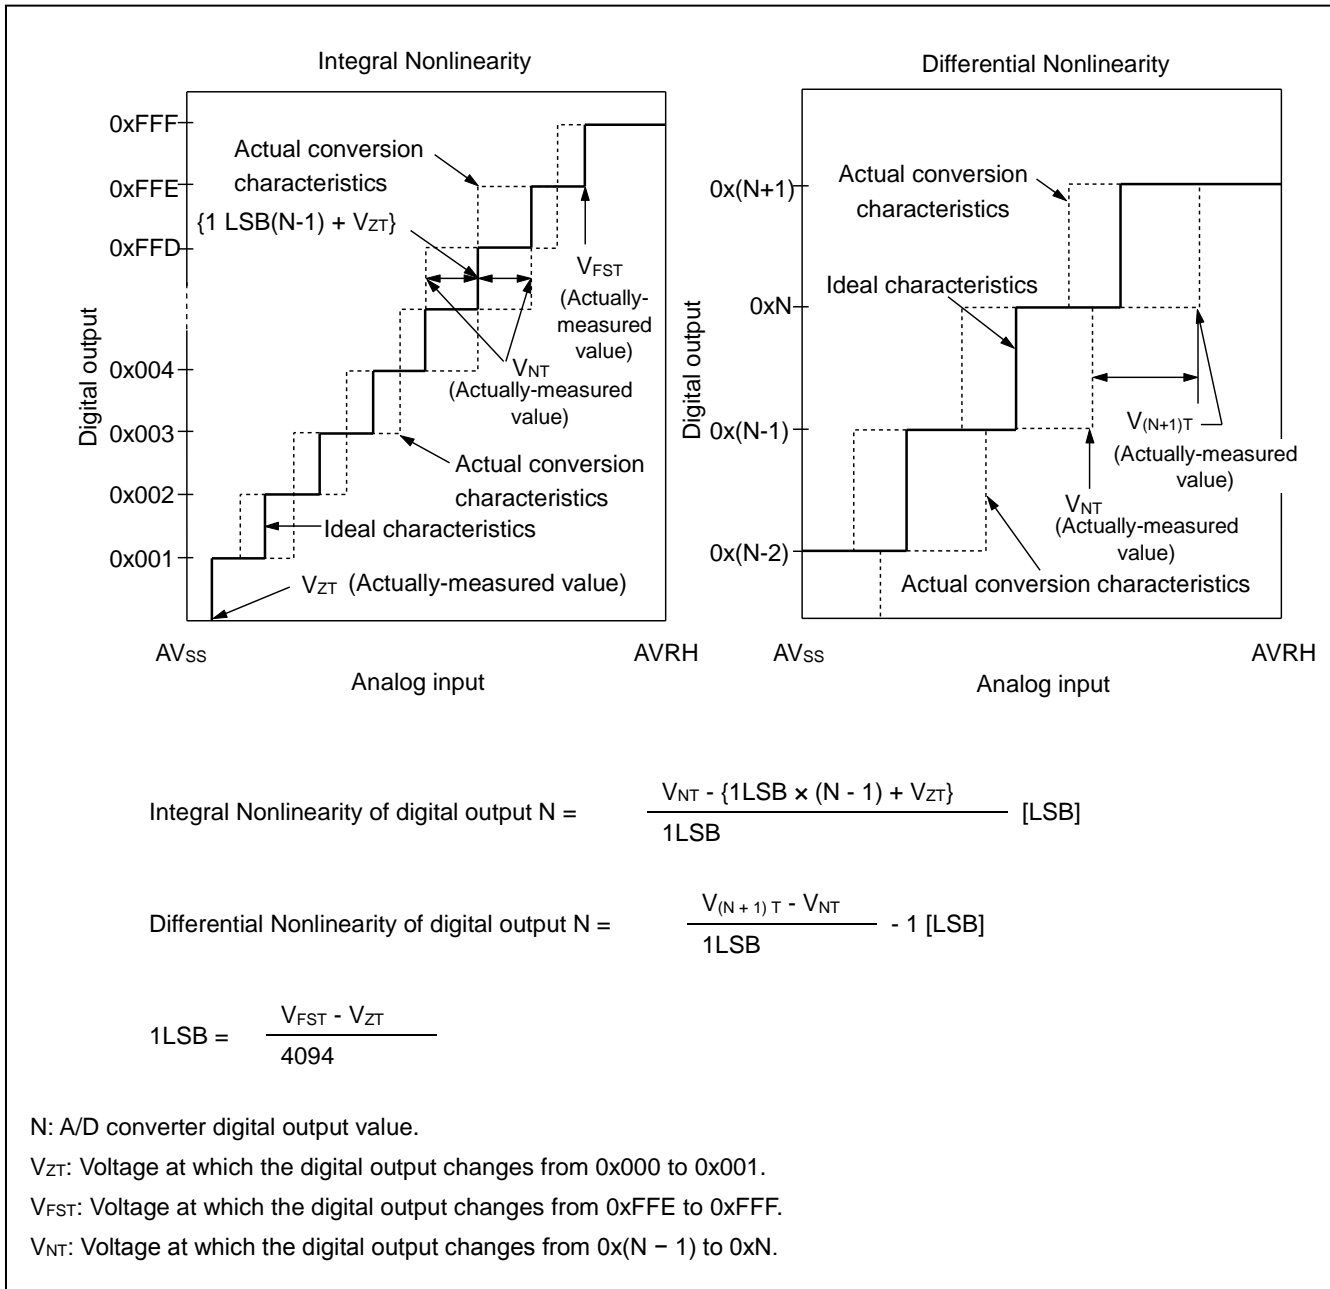 Integral Nonlinearity
0xFFF
0xFFE
0xFFD
0x004
0x003
0x002
0x001
Digital output
Actual conversion
characteristics
{1 LSB(N-1) + VZT}
VFST
(Actually-
measured
value)
VNT
(Actually-measured
value)
Actual conversion
characteristics
Ideal characteristics
VZT (Actually-measured value)
AVSS
AVRH
Analog input
Differential Nonlinearity
0x(N+1)
0xN
0x(N-1)
0x(N-2)
Digital output
Actual conversion
characteristics
Ideal characteristics
V(N+1)T
(Actually-measured
value)
VNT
(Actually-measured
value)
Actual conversion characteristics
AVSS
AVRH
Analog input
Integral Nonlinearity of digital output N =
VNT - {1LSB × (N - 1) + VZT}
1LSB
[LSB]
Differential Nonlinearity of digital output N =
V(N + 1) T - VNT
1LSB
- 1 [LSB]
1LSB =
VFST - VZT
4094
N: A/D converter digital output value.
VZT: Voltage at which the digital output changes from 0x000 to 0x001.
VFST: Voltage at which the digital output changes from 0xFFE to 0xFFF.
VNT: Voltage at which the digital output changes from 0x(N − 1) to 0xN.